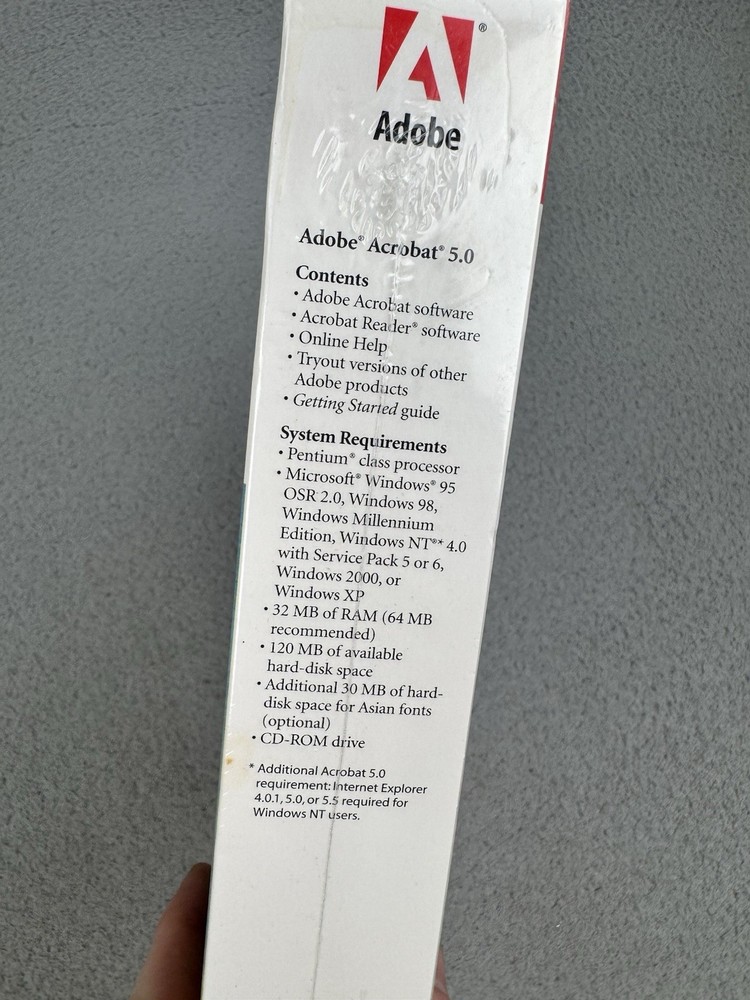 ®
Adobe
Adobe® Acrobat® 5.0
Contents
• Adobe Acrobat software
• Acrobat Reader® software
• Online Help
• Tryout versions of other
Adobe products
• Getting Started guide
System Requirements
• Pentium® class processor
• Microsoft® Windows® 95
OSR 2.0, Windows 98,
Windows Millennium
Edition, Windows NT®* 4.0
with Service Pack 5 or 6,
Windows 2000, or
Windows XP
• 32 MB of RAM (64 MB
recommended)
• 120 MB of available
hard-disk space
• Additional 30 MB of hard-
disk space for Asian fonts
(optional)
• CD-ROM drive
* Additional Acrobat 5.0
requirement: Internet Explorer
4.0.1, 5.0, or 5.5 required for
Windows NT users.